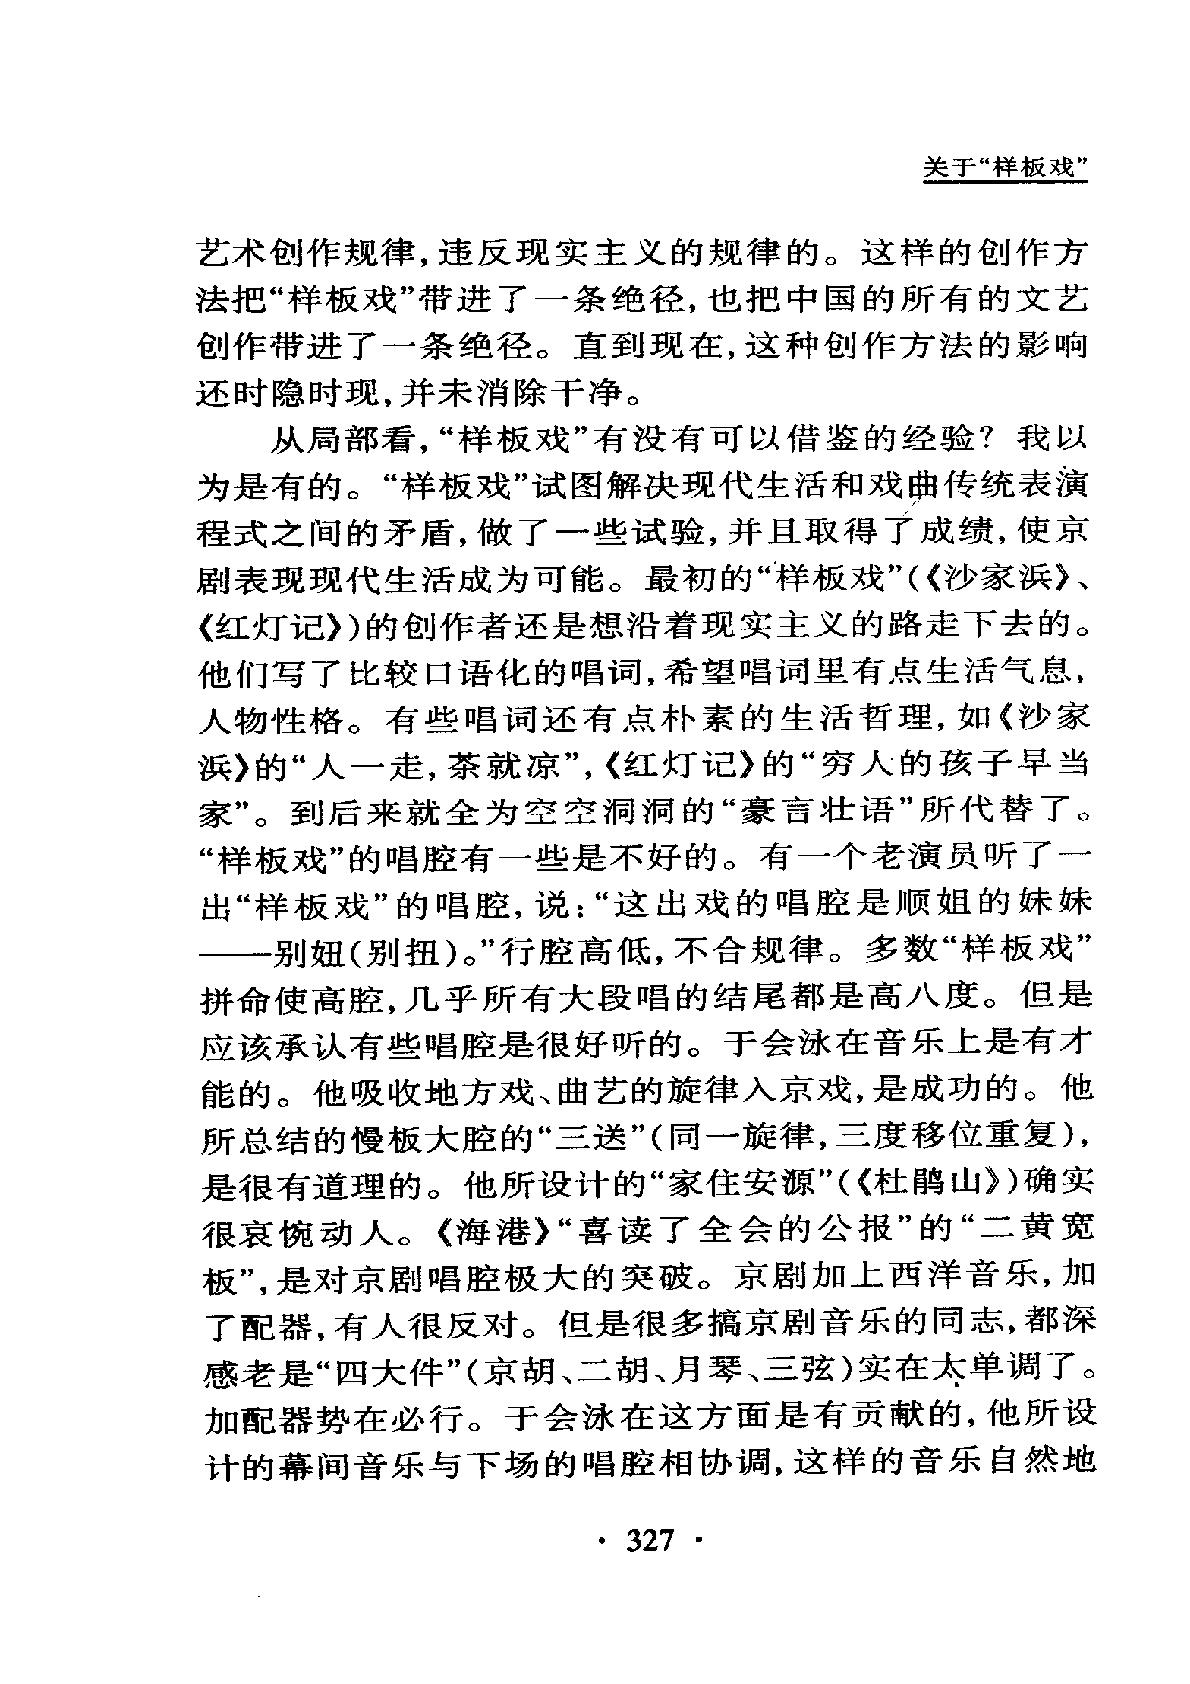 关于“样板戏”
艺术创作规律,违反现实主义的规律的。这样的创作方
法把“样板戏”带进了一条绝径,也把中国的所有的文艺
创作带进了一条绝径。直到现在,这种创作方法的影响
还时隐时现,并未消除干净。
从局部看,“样板戏”有没有可以借鉴的经验?我以
为是有的。“样板戏”试图解决现代生活和戏曲传统表演
程式之间的矛盾,做了一些试验,并且取得了成绩,使京
剧表现现代生活成为可能。最初的“样板戏”(《沙家浜》、
《红灯记》)的创作者还是想沿着现实主义的路走下去的。
他们写了比较口语化的唱词,希望唱词里有点生活气息,
人物性格。有些唱词还有点朴素的生活哲理,如《沙家
浜》的“人一走,茶就凉”,《红灯记》的“穷人的孩子早当
家”。到后来就全为空空洞洞的“豪言壮语”所代替了。
“样板戏”的唱腔有一些是不好的。有一个老演员听了一
出“样板戏”的唱腔,说:“这出戏的唱腔是顺姐的妹妹
——别妞(别扭)。”行腔高低,不合规律。多数“样板戏”
拼命使高腔,几乎所有大段唱的结尾都是高八度。但是
应该承认有些唱腔是很好听的。于会泳在音乐上是有才
能的。他吸收地方戏、曲艺的旋律入京戏,是成功的。他
所总结的慢板大腔的“三送”(同一旋律,三度移位重复),
是很有道理的。他所设计的“家住安源”(《杜鹃山》)确实
很哀惋动人。《海港》“喜读了全会的公报”的“二黄宽
板”,是对京剧唱腔极大的突破。京剧加上西洋音乐,加
了配器,有人很反对。但是很多搞京剧音乐的同志,都深
感老是“四大件”(京胡、二胡、月琴、三弦)实在太单调了。
加配器势在必行。于会泳在这方面是有贡献的,他所设
计的幕间音乐与下场的唱腔相协调,这样的音乐自然地
· 327 ·